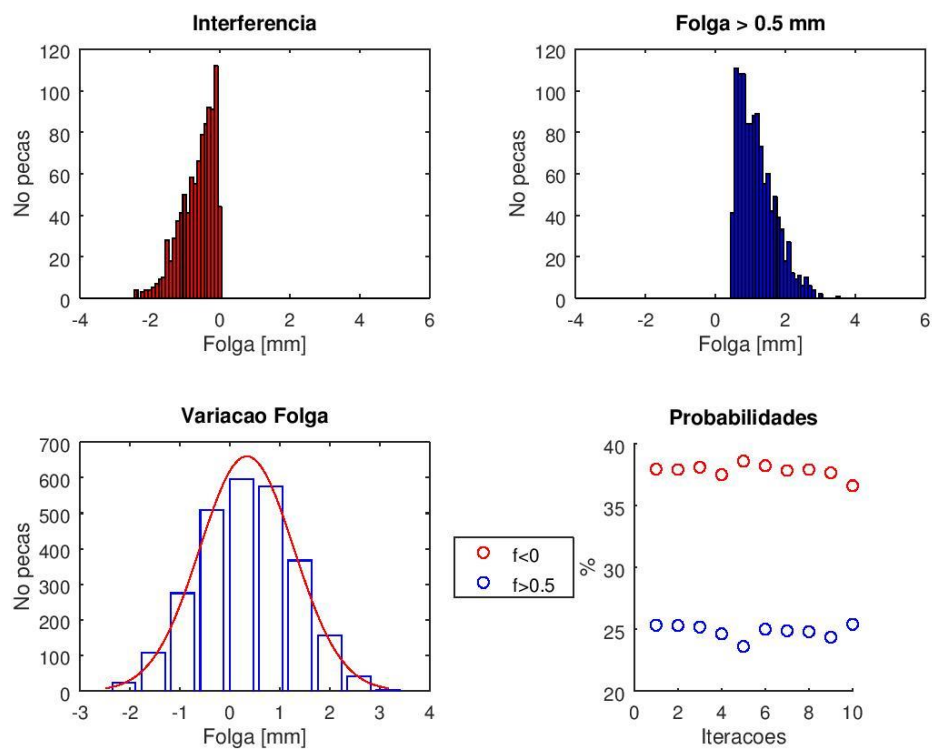 Interferencia
120
100
80
60
40
20
0
No pecas
-4 -2 0 2 4 6
Folga [mm]
Folga > 0.5 mm
120
100
80
60
40
20
0
No pecas
-4 -2 0 2 4 6
Folga [mm]
Variacao Folga
700
600
500
400
300
200
100
0
No pecas
-3 -2 -1 0 1 2 3 4
Folga [mm]
f<0
f>0.5
Probabilidades
40
35
30
25
20
%
0 2 4 6 8 10
Iteracoes